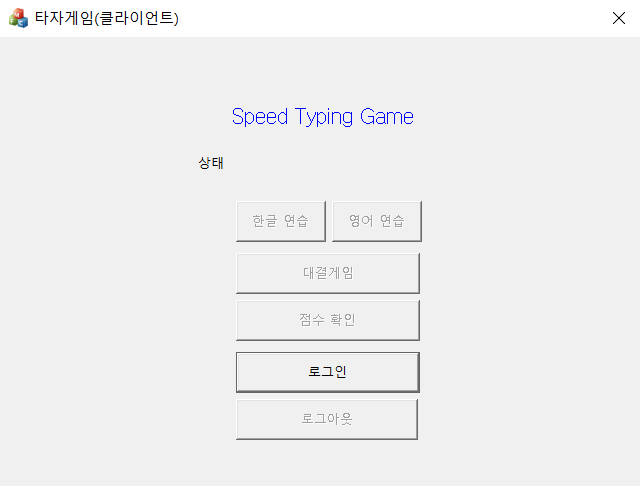 타자게임(클라이언트)
Speed Typing Game
상태
한글 연습 영어 연습
대결게임
점수 확인
로그인
로그아웃